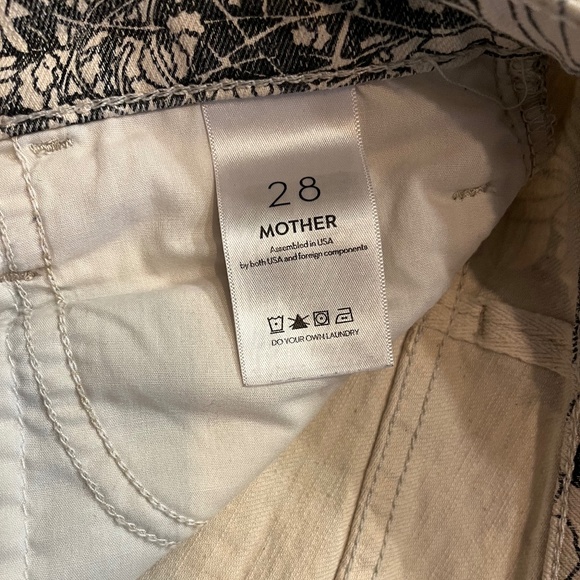 28
MOTHER
Assembled in USA
by both USA and foreign components
DO YOUR OWN LAUNDRY